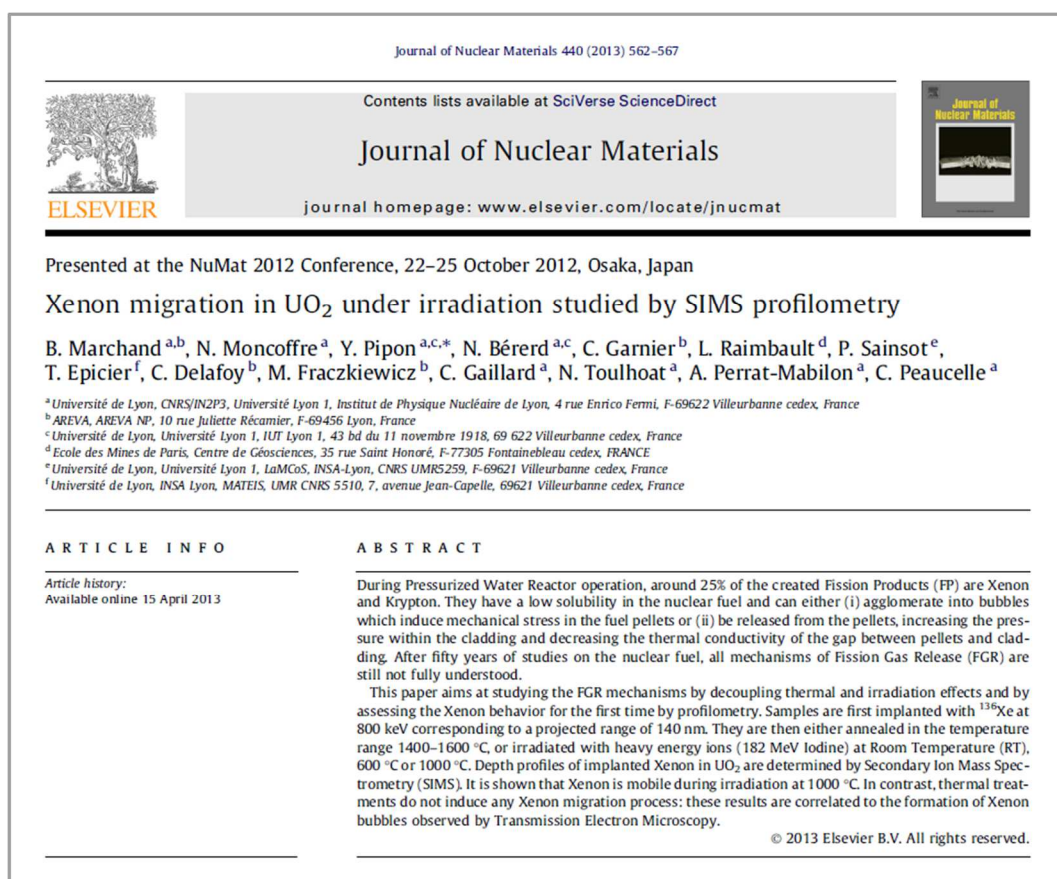 Journal of Nuclear Materials 440 (2013) 562–567
Contents lists available at SciVerse ScienceDirect
Journal of Nuclear Materials
journal homepage: www.elsevier.com/locate/jnucmat
ELSEVIER
Journal of
Nuclear Materials
Presented at the NuMat 2012 Conference, 22–25 October 2012, Osaka, Japan
Xenon migration in UO₂ under irradiation studied by SIMS profilometry
B. Marchand ᵃ,ᵇ, N. Moncoffre ᵃ, Y. Pipon ᵃ,ᶜ,*, N. Bérerd ᵃ,ᶜ, C. Garnier ᵇ, L. Raimbault ᵈ, P. Sainsot ᵉ,
T. Epicier ᶠ, C. Delafoy ᵇ, M. Fraczkiewicz ᵇ, C. Gaillard ᵃ, N. Toulhoat ᵃ, A. Perrat-Mabilon ᵃ, C. Peaucelle ᵃ
ᵃ Université de Lyon, CNRS/IN2P3, Université Lyon 1, Institut de Physique Nucléaire de Lyon, 4 rue Enrico Fermi, F-69622 Villeurbanne cedex, France
ᵇ AREVA, AREVA NP, 10 rue Juliette Récamier, F-69456 Lyon, France
ᶜ Université de Lyon, Université Lyon 1, IUT Lyon 1, 43 bd du 11 novembre 1918, 69 622 Villeurbanne cedex, France
ᵈ Ecole des Mines de Paris, Centre de Géosciences, 35 rue Saint Honoré, F-77305 Fontainebleau cedex, FRANCE
ᵉ Université de Lyon, Université Lyon 1, LaMCoS, INSA-Lyon, CNRS UMR5259, F-69621 Villeurbanne cedex, France
ᶠ Université de Lyon, INSA Lyon, MATEIS, UMR CNRS 5510, 7, avenue Jean-Capelle, 69621 Villeurbanne cedex, France
ARTICLE INFO
Article history:
Available online 15 April 2013
ABSTRACT
During Pressurized Water Reactor operation, around 25% of the created Fission Products (FP) are Xenon
and Krypton. They have a low solubility in the nuclear fuel and can either (i) agglomerate into bubbles
which induce mechanical stress in the fuel pellets or (ii) be released from the pellets, increasing the pres-
sure within the cladding and decreasing the thermal conductivity of the gap between pellets and clad-
ding. After fifty years of studies on the nuclear fuel, all mechanisms of Fission Gas Release (FGR) are
still not fully understood.
This paper aims at studying the FGR mechanisms by decoupling thermal and irradiation effects and by
assessing the Xenon behavior for the first time by profilometry. Samples are first implanted with ¹³⁶Xe at
800 keV corresponding to a projected range of 140 nm. They are then either annealed in the temperature
range 1400–1600 °C, or irradiated with heavy energy ions (182 MeV Iodine) at Room Temperature (RT),
600 °C or 1000 °C. Depth profiles of implanted Xenon in UO₂ are determined by Secondary Ion Mass Spec-
trometry (SIMS). It is shown that Xenon is mobile during irradiation at 1000 °C. In contrast, thermal treat-
ments do not induce any Xenon migration process: these results are correlated to the formation of Xenon
bubbles observed by Transmission Electron Microscopy.
© 2013 Elsevier B.V. All rights reserved.